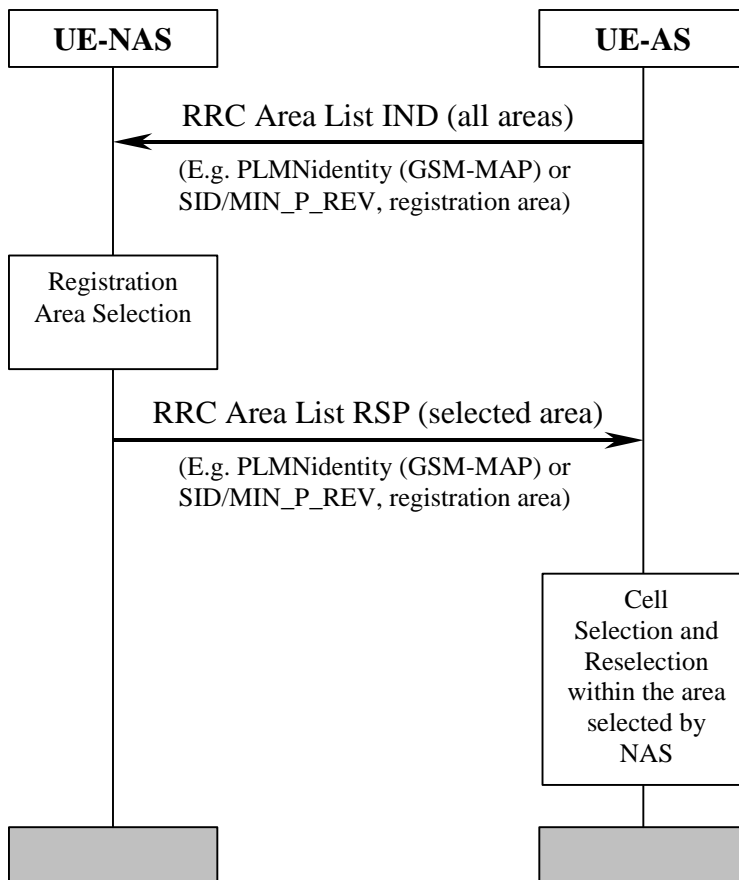 UE-NAS
UE-AS
RRC Area List IND (all areas)
(E.g. PLMNidentity (GSM-MAP) or
SID/MIN_P_REV, registration area)
Registration
Area Selection
RRC Area List RSP (selected area)
(E.g. PLMNidentity (GSM-MAP) or
SID/MIN_P_REV, registration area)
Cell
Selection and
Reselection
within the area
selected by
NAS